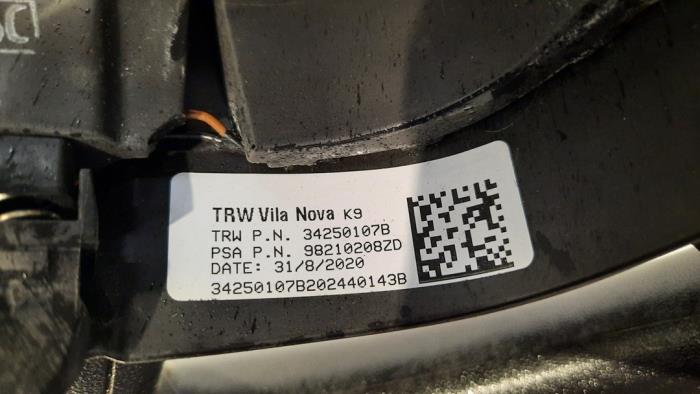 TRW Vila Nova K9
TRW P.N. 34250107B
PSA P.N. 98210208ZD
DATE: 31/8/2020
34250107B202440143B